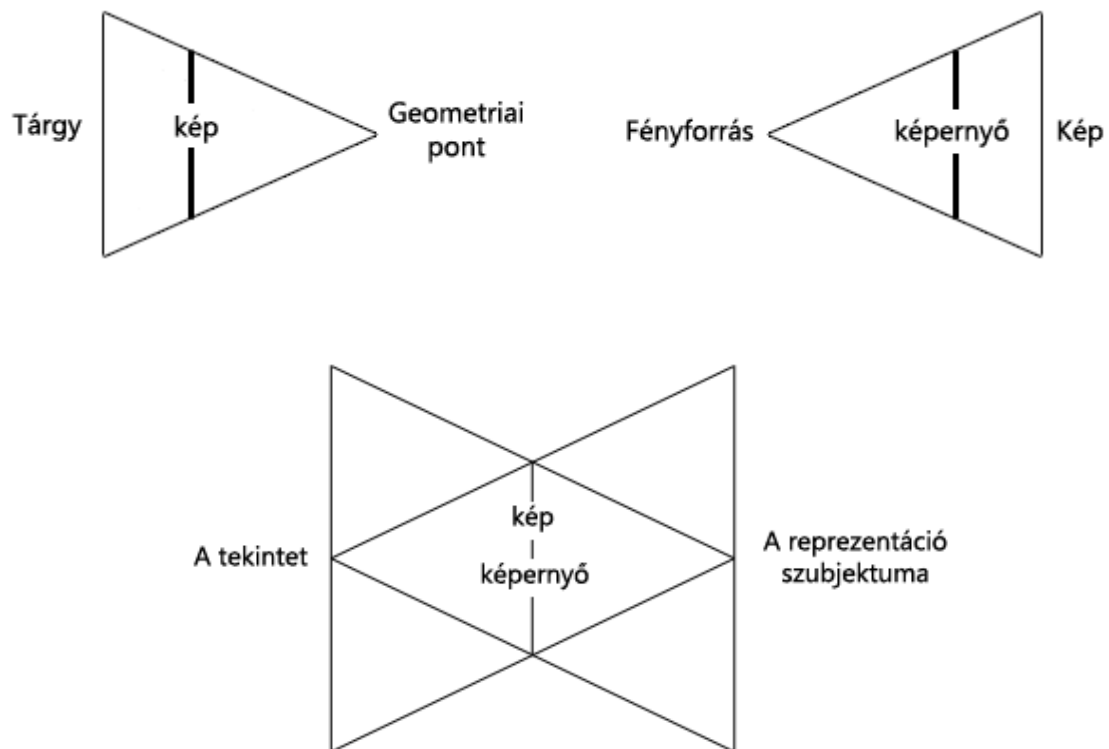 Tárgy
kép
Geometriai
pont
Fényforrás
képernyő
Kép
A tekintet
kép
képernyő
A reprezentáció
szubjektuma